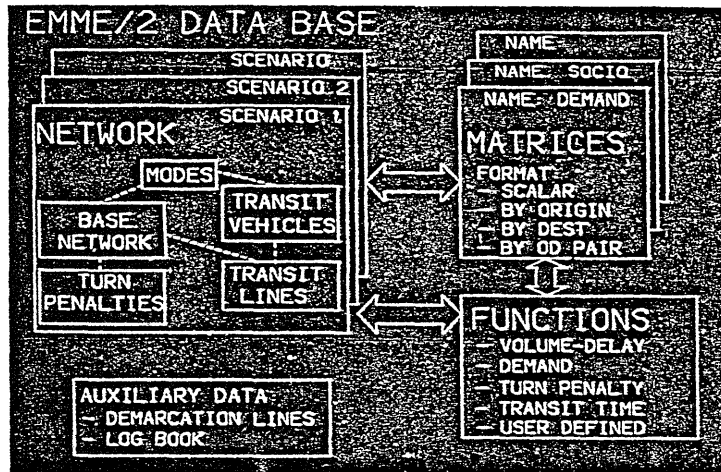 EMME/2 DATA BASE
SCENARIO
SCENARIO 2
SCENARIO 1
NETWORK
MODES
BASE
NETWORK
TRANSIT
VEHICLES
TURN
PENALTIES
TRANSIT
LINES
NAME
NAME: SOCIO
NAME: DEMAND
MATRICES
FORMAT:
— SCALAR
— BY ORIGIN
— BY DEST
— BY OD PAIR
FUNCTIONS
— VOLUME-DELAY
— DEMAND
— TURN PENALTY
— TRANSIT TIME
— USER DEFINED
AUXILIARY DATA
— DEMARCATION LINES
— LOG BOOK